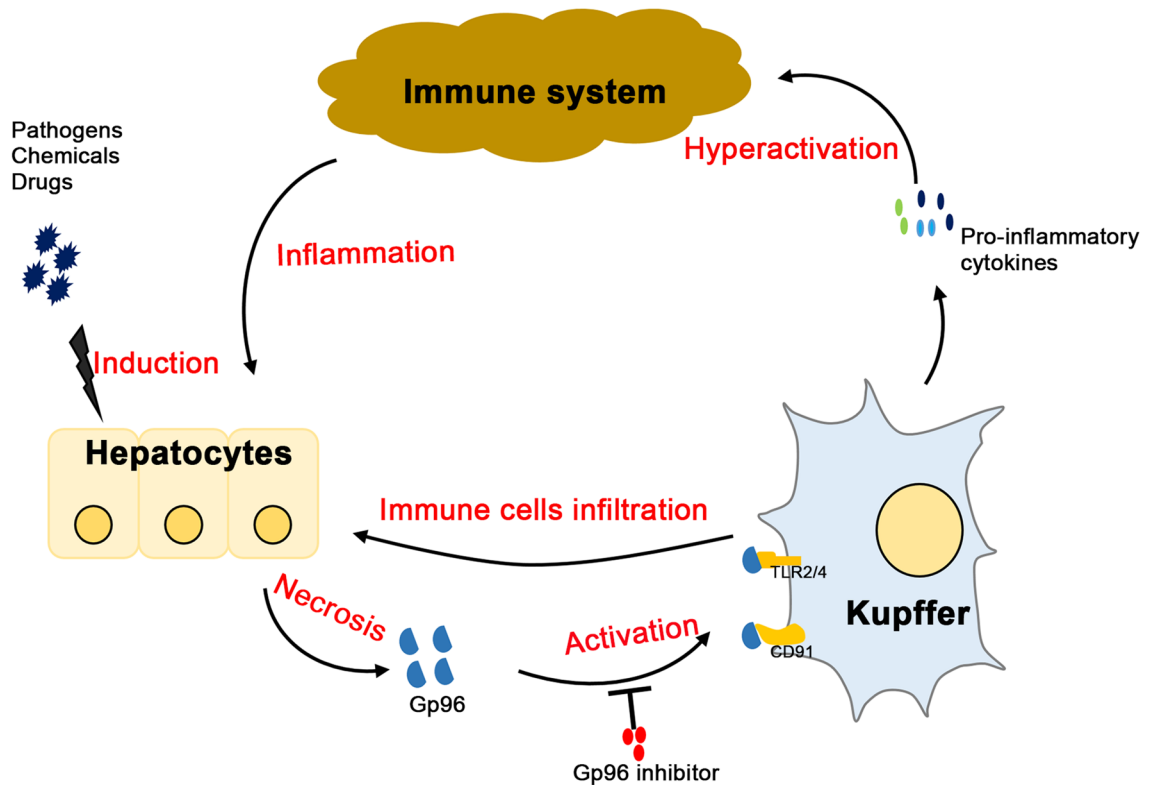 Immune system
Pathogens
Chemicals
Drugs
Hyperactivation
Inflammation
Pro-inflammatory
cytokines
Induction
Hepatocytes
Immune cells infiltration
TLR2/4
Kupffer
Necrosis
Activation
CD91
Gp96
Gp96 inhibitor